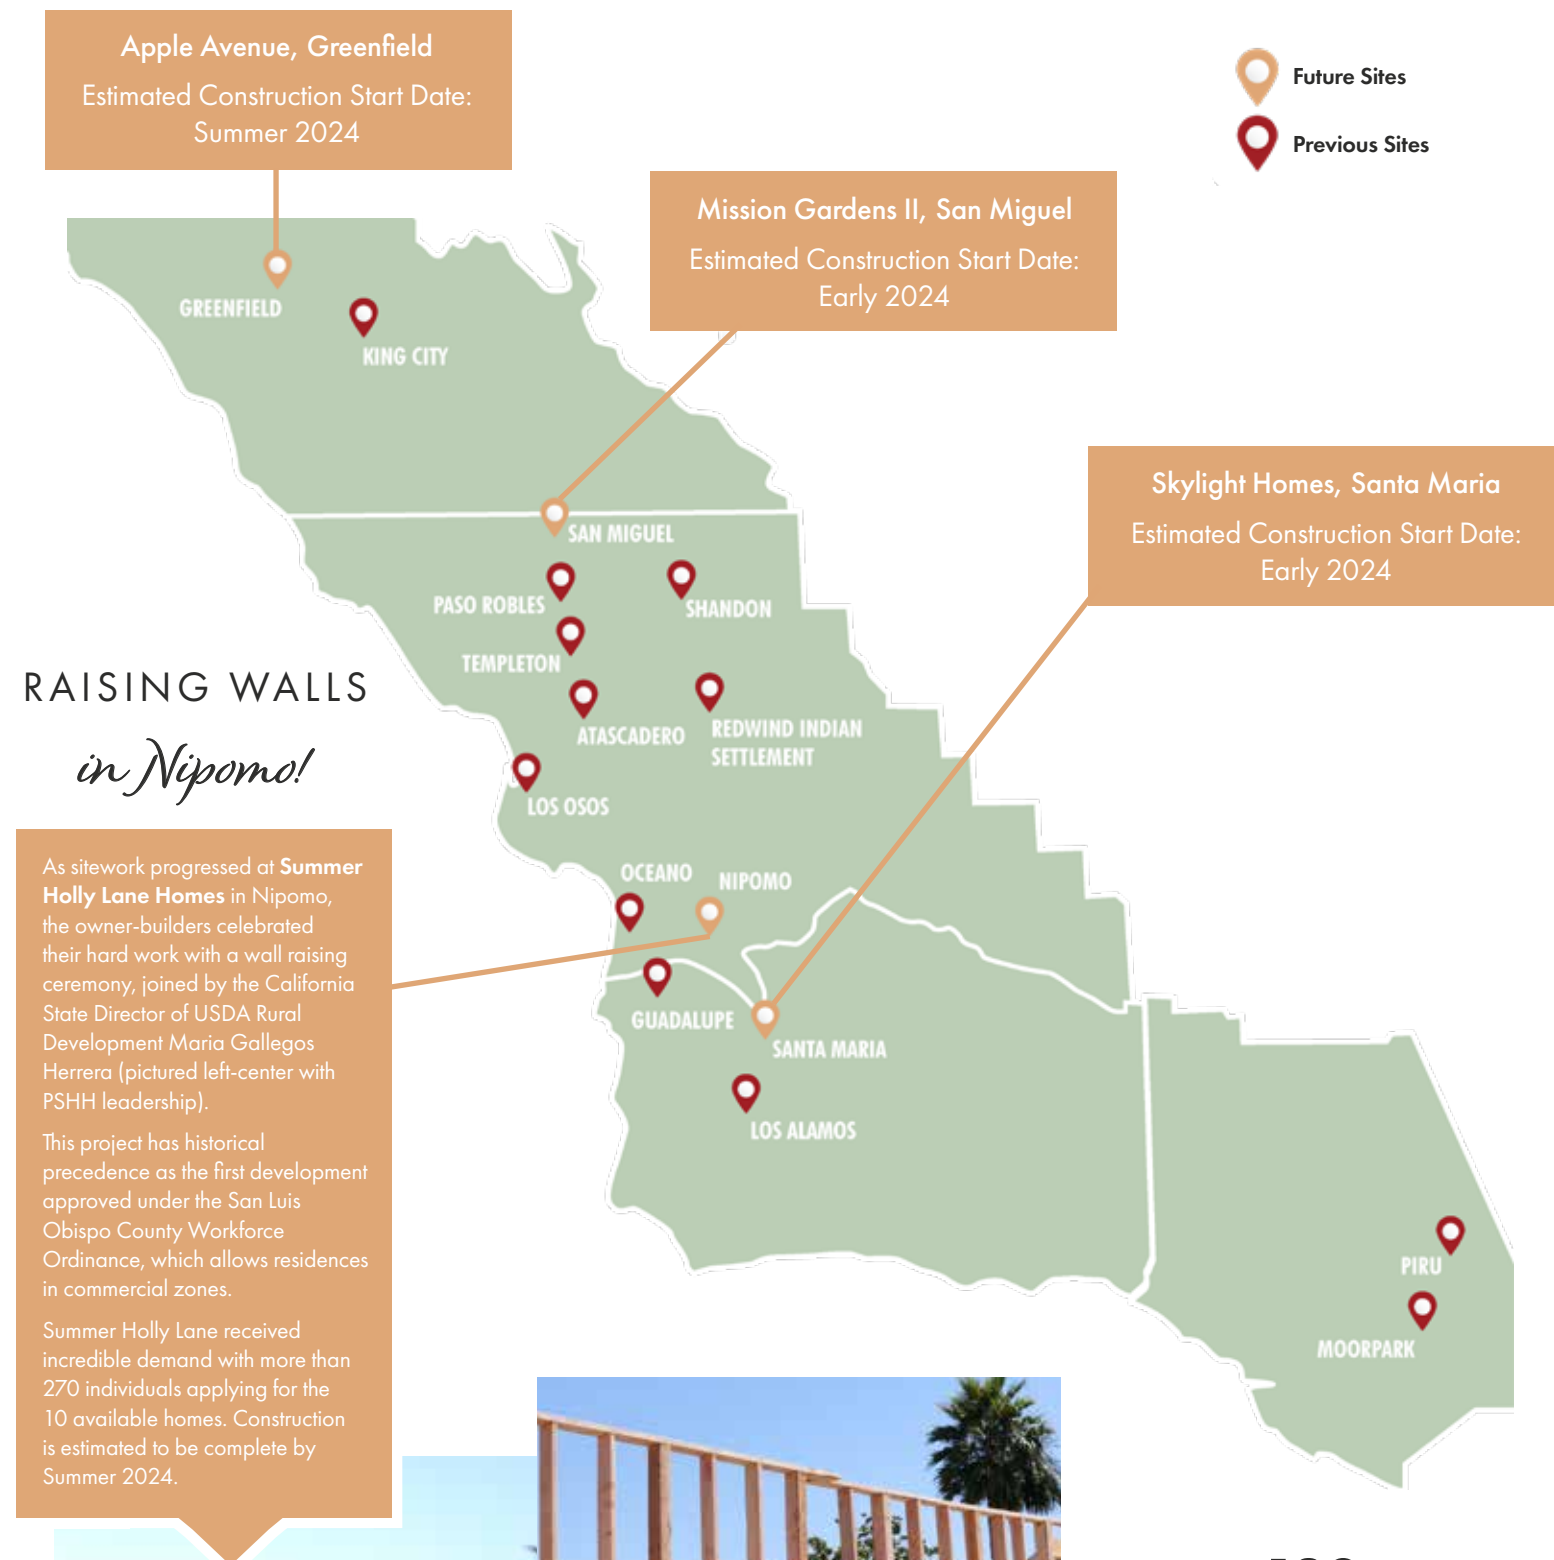 Apple Avenue, Greenfield
Estimated Construction Start Date:
Summer 2024
Future Sites
Previous Sites
Mission Gardens II, San Miguel
Estimated Construction Start Date:
Early 2024
GREENFIELD
KING CITY
Skylight Homes, Santa Maria
Estimated Construction Start Date:
Early 2024
SAN MIGUEL
PASO ROBLES
SHANDON
TEMPLETON
ATASCADERO
REDWIND INDIAN
SETTLEMENT
LOS OSOS
OCEANO
NIPOMO
GUADALUPE
SANTA MARIA
LOS ALAMOS
PIRU
MOORPARK
RAISING WALLS
in Nipomo!
As sitework progressed at Summer
Holly Lane Homes in Nipomo,
the owner-builders celebrated
their hard work with a wall raising
ceremony, joined by the California
State Director of USDA Rural
Development Maria Gallegos
Herrera (pictured left-center with
PSHH leadership).
This project has historical
precedence as the first development
approved under the San Luis
Obispo County Workforce
Ordinance, which allows residences
in commercial zones.
Summer Holly Lane received
incredible demand with more than
270 individuals applying for the
10 available homes. Construction
is estimated to be complete by
Summer 2024.